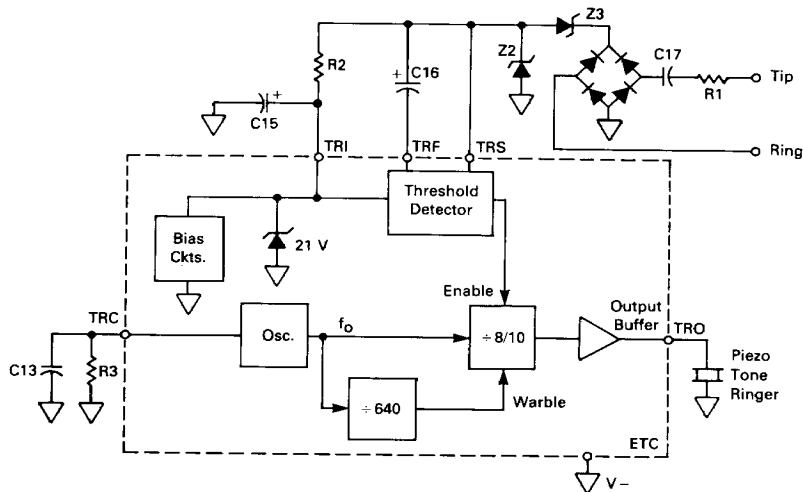 Z3
R2
C16
+
Z2
C17
R1
Tip
+
C15
Ring
TRI
TRF
TRS
Threshold
Detector
Bias
Ckts.
21 V
Enable
Output
Buffer
TRC
TRO
Osc.
fo
÷8/10
C13
R3
Piezo
Tone
Ringer
÷640
Warble
ETC
V−